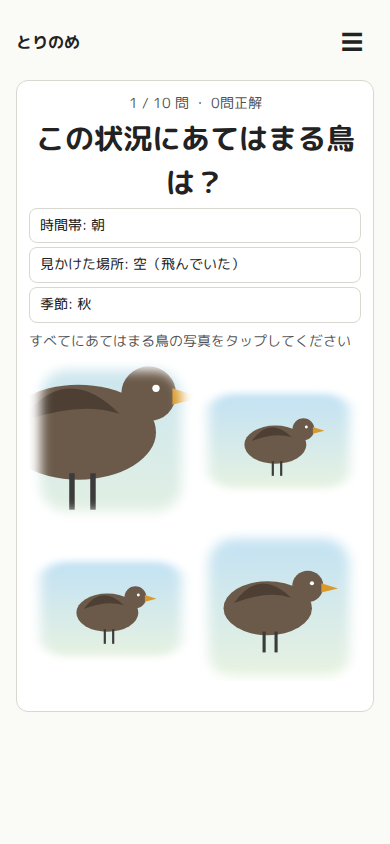 とりのめ
1 / 10 問 · 0問正解
この状況にあてはまる鳥
は？
時間帯: 朝
見かけた場所: 空（飛んでいた）
季節: 秋
すべてにあてはまる鳥の写真をタップしてください